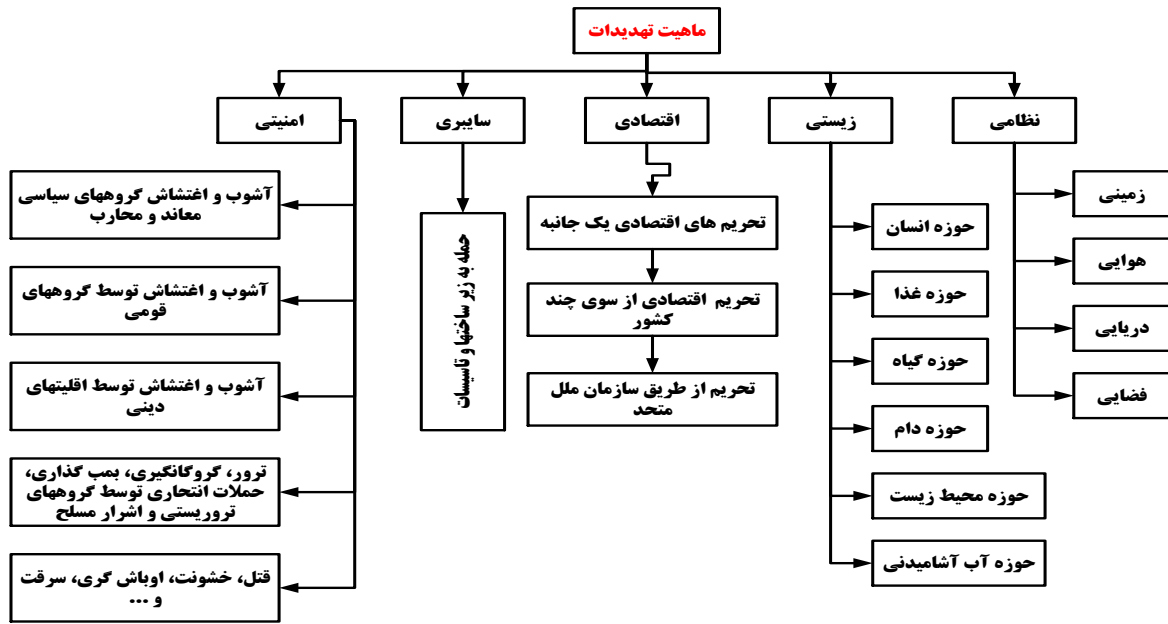 ماهیت تهدیدات
نظامی
زیستی
اقتصادی
سایبری
امنیتی
زمینی
هوایی
دریایی
فضایی
حوزه انسان
حوزه غذا
حوزه گیاه
حوزه دام
حوزه محیط زیست
حوزه آب آشامیدنی
تحریم های اقتصادی یک جانبه
تحریم اقتصادی از سوی چند
کشور
تحریم از طریق سازمان ملل
متحد
حمله به زیر ساختها و تاسیسات
آشوب و اغتشاش گروههای سیاسی
معاند و محارب
آشوب و اغتشاش توسط گروههای
قومی
آشوب و اغتشاش توسط اقلیتهای
دینی
ترور، گروگانگیری، بمب گذاری،
حملات انتحاری توسط گروههای
تروریستی و اشرار مسلح
قتل، خشونت، اوباش گری، سرقت
و ...